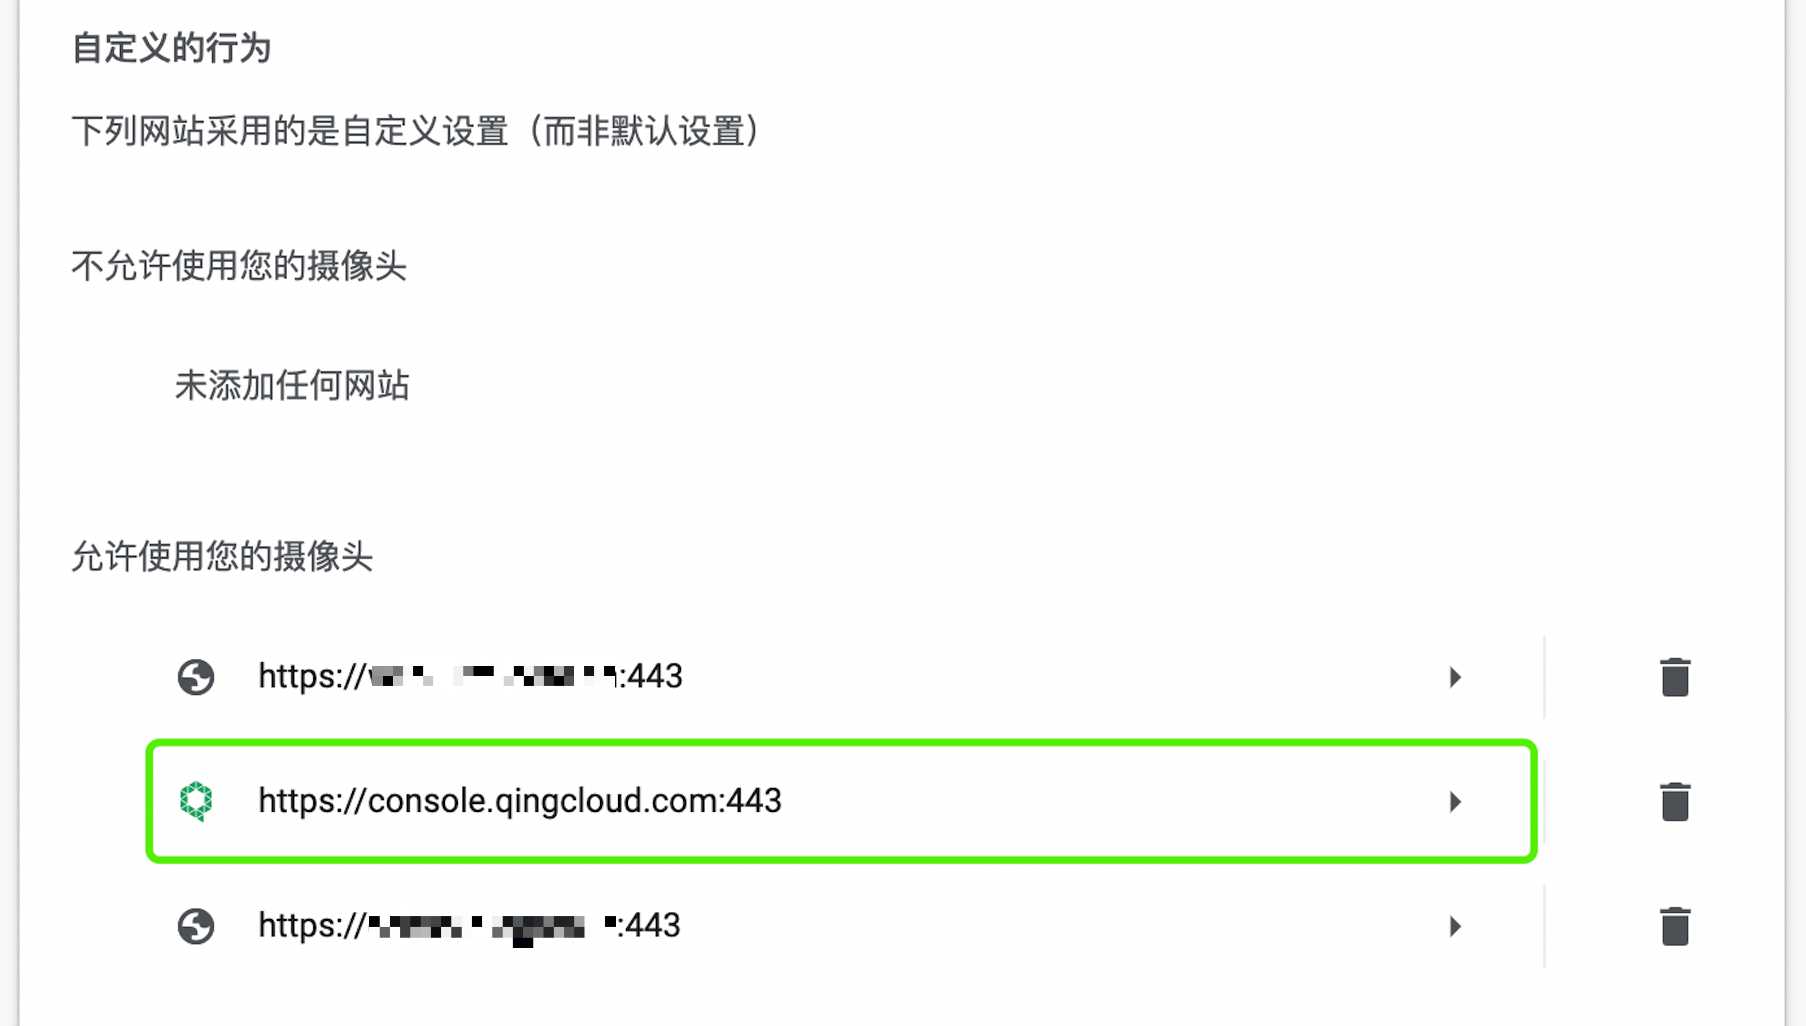 自定义的行为
下列网站采用的是自定义设置（而非默认设置）
不允许使用您的摄像头
未添加任何网站
允许使用您的摄像头
https://:443
https://console.qingcloud.com:443
https://:443